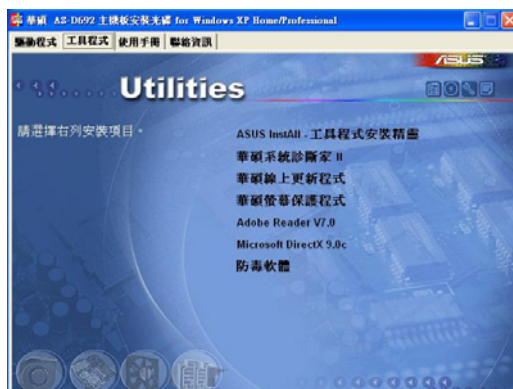 華碩 AS-D692 主機板安裝光碟 for Windows XP Home/Professional
驅動程式 工具程式 使用手冊 聯絡資訊
ASUS
Utilities
請選擇右列安裝項目。
ASUS InstAll - 工具程式安裝精靈
華碩系統診斷家 II
華碩線上更新程式
華碩螢幕保護程式
Adobe Reader V7.0
Microsoft DirectX 9.0c
防毒軟體